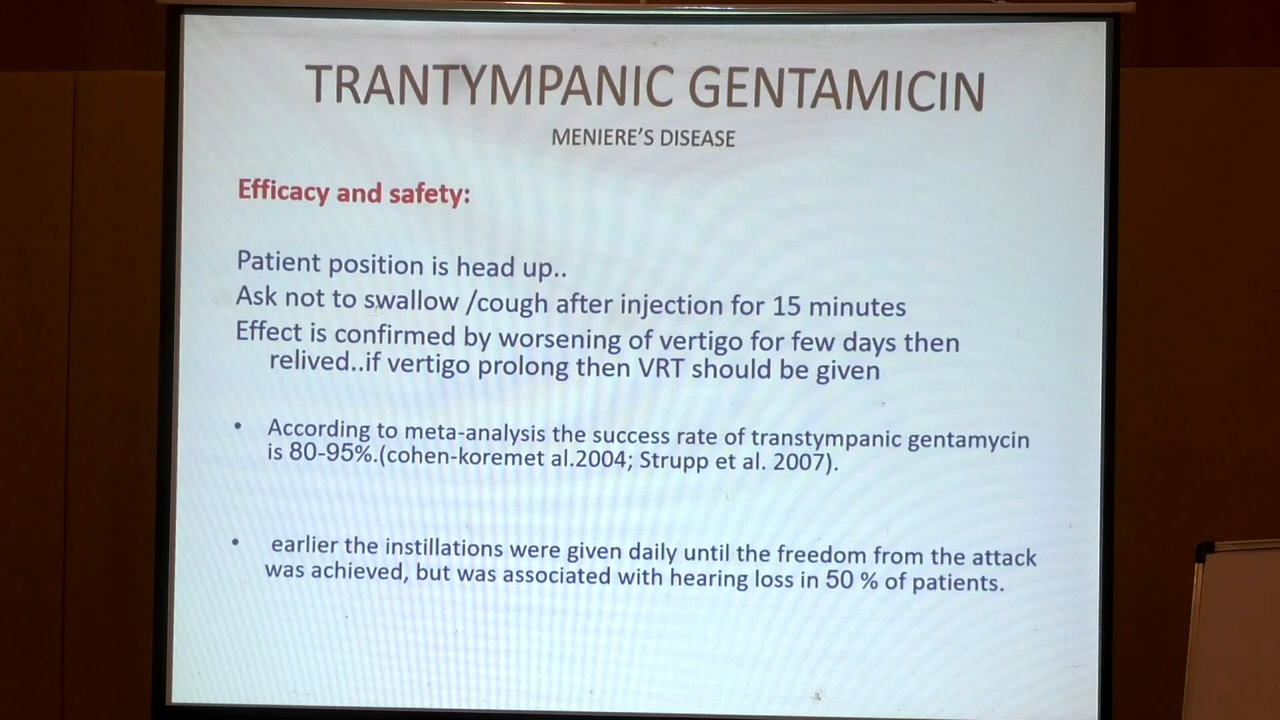 TRANTYMPANIC GENTAMICIN
MENIERE'S DISEASE
Efficacy and safety:
Patient position is head up..
Ask not to swallow /cough after injection for 15 minutes
Effect is confirmed by worsening of vertigo for few days then
relived..if vertigo prolong then VRT should be given
• According to meta-analysis the success rate of transtympanic gentamycin
is 80-95%.(cohen-koremet al.2004; Strupp et al. 2007).
• earlier the instillations were given daily until the freedom from the attack
was achieved, but was associated with hearing loss in 50 % of patients.